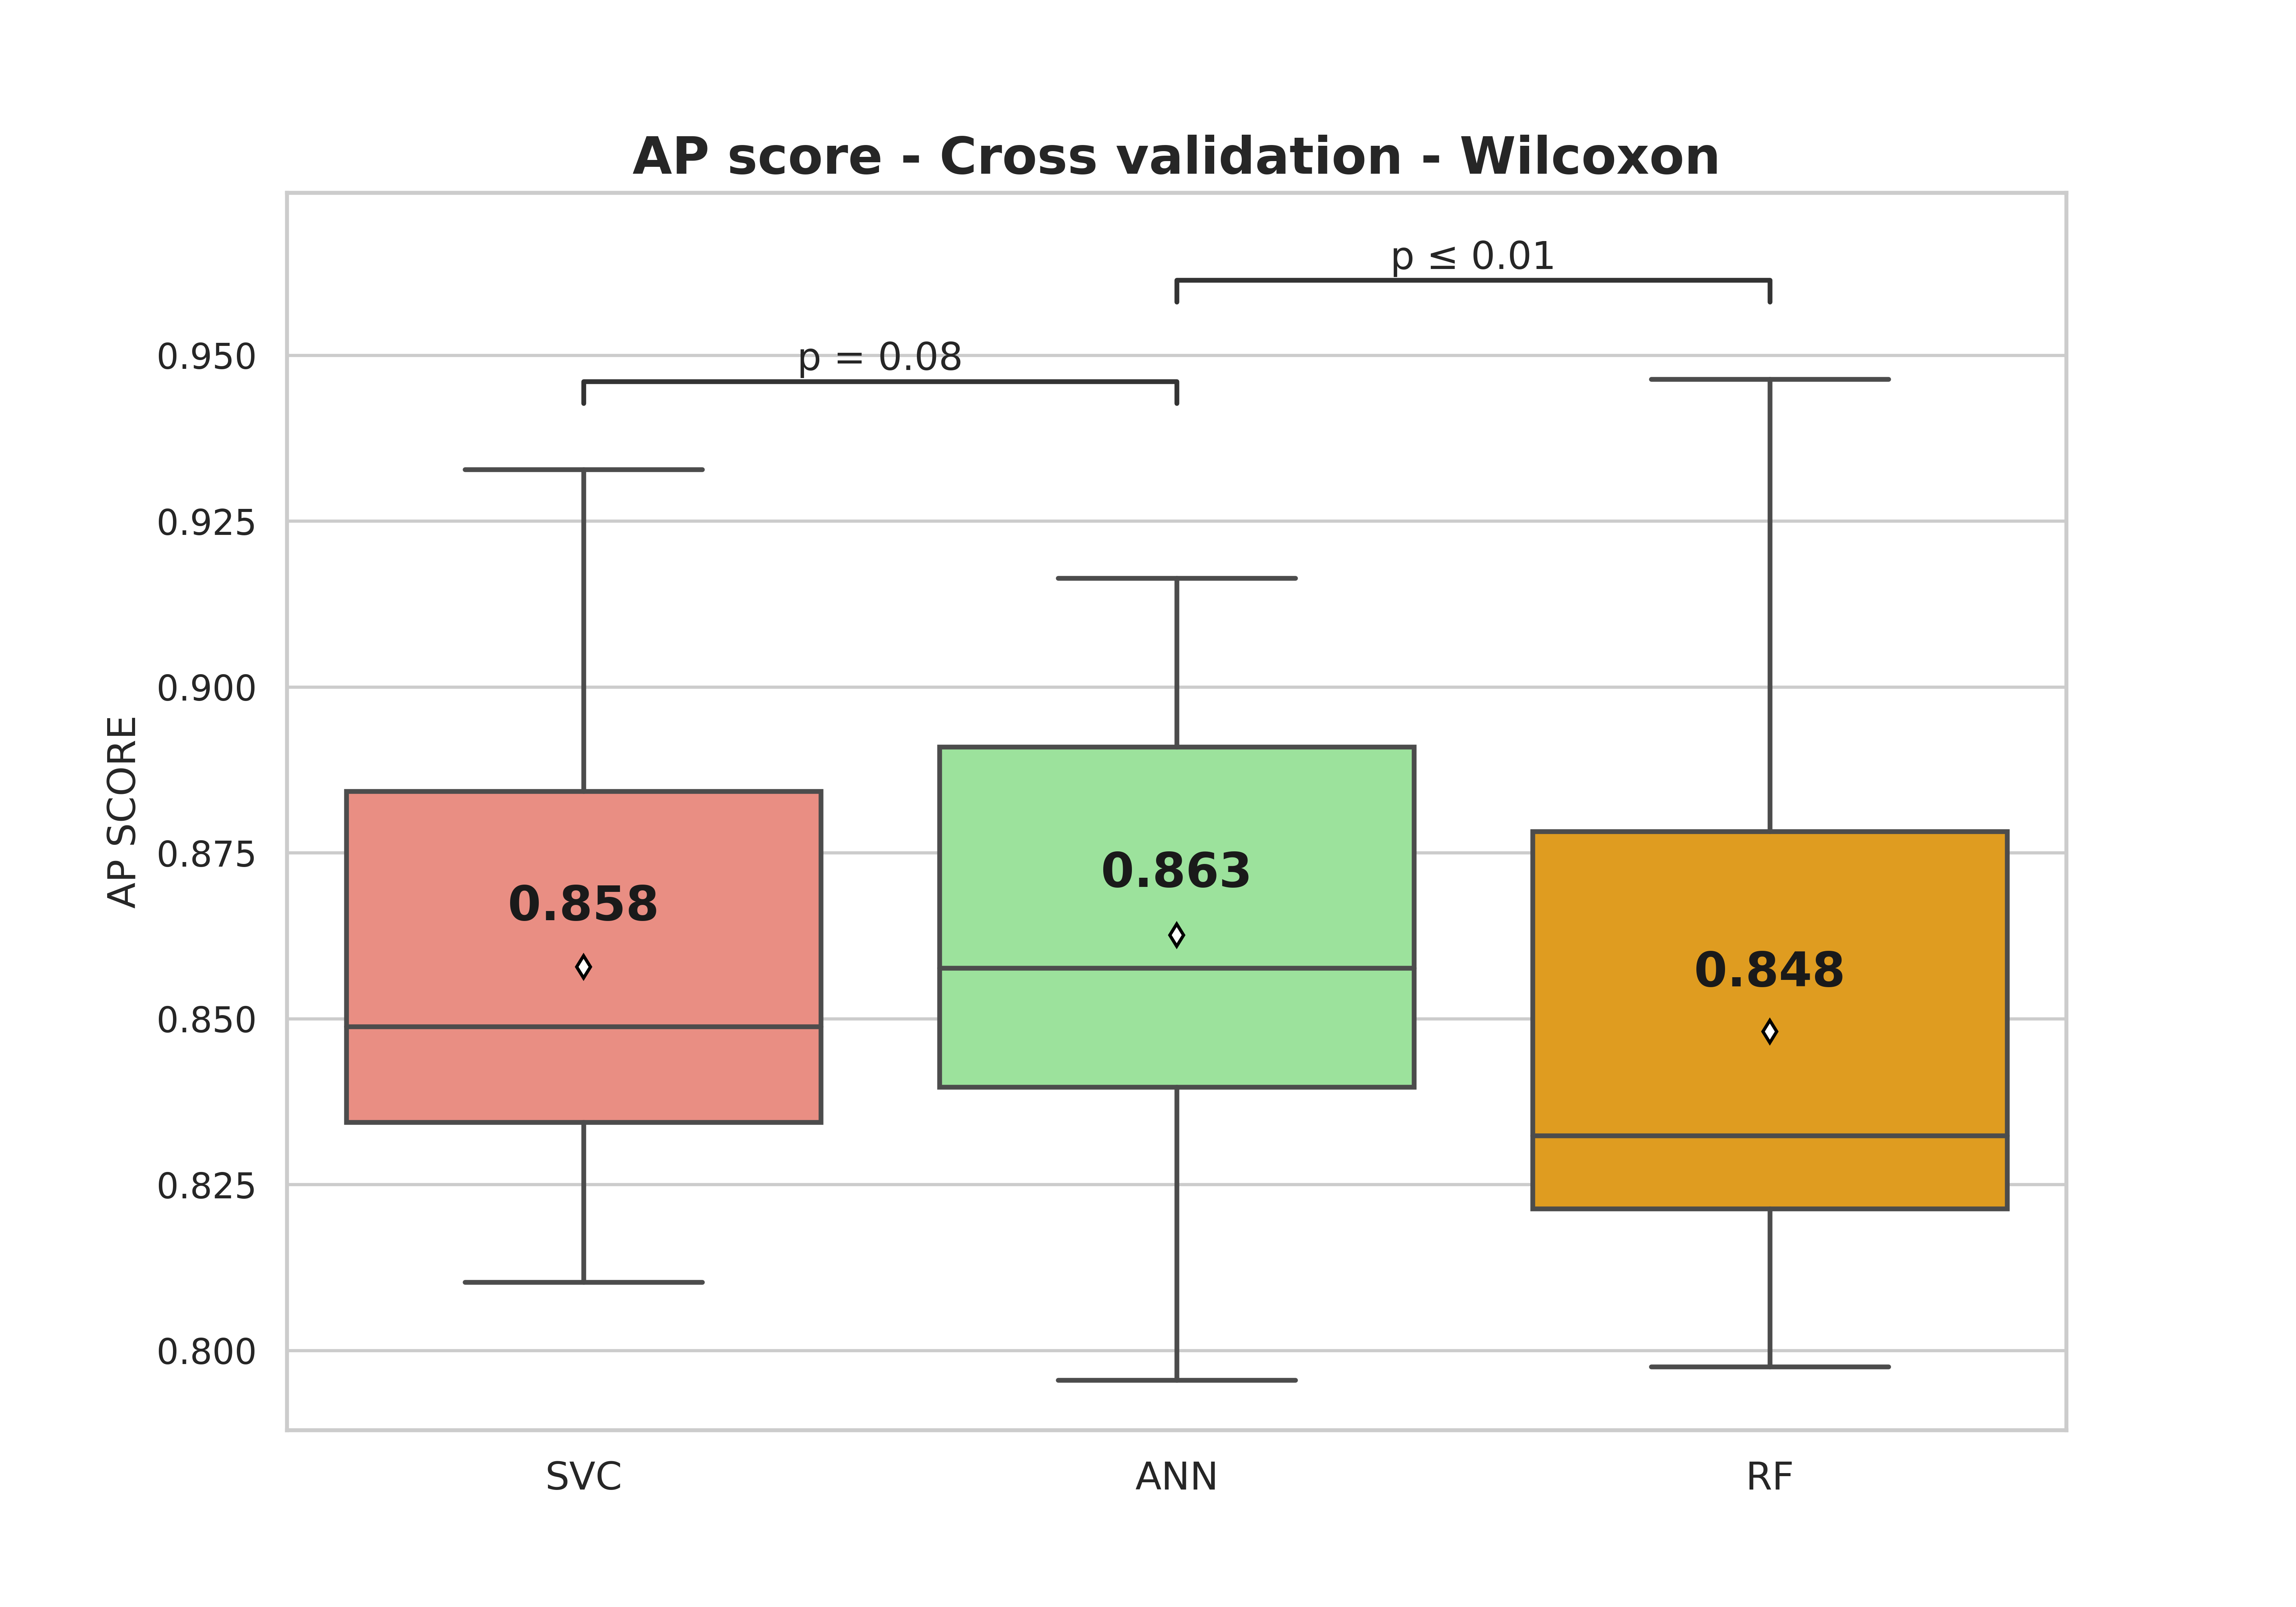 AP score - Cross validation - Wilcoxon
p ≤ 0.01
p = 0.08
0.950
0.925
0.900
0.875
0.850
0.825
0.800
AP SCORE
0.858
0.863
0.848
SVC
ANN
RF